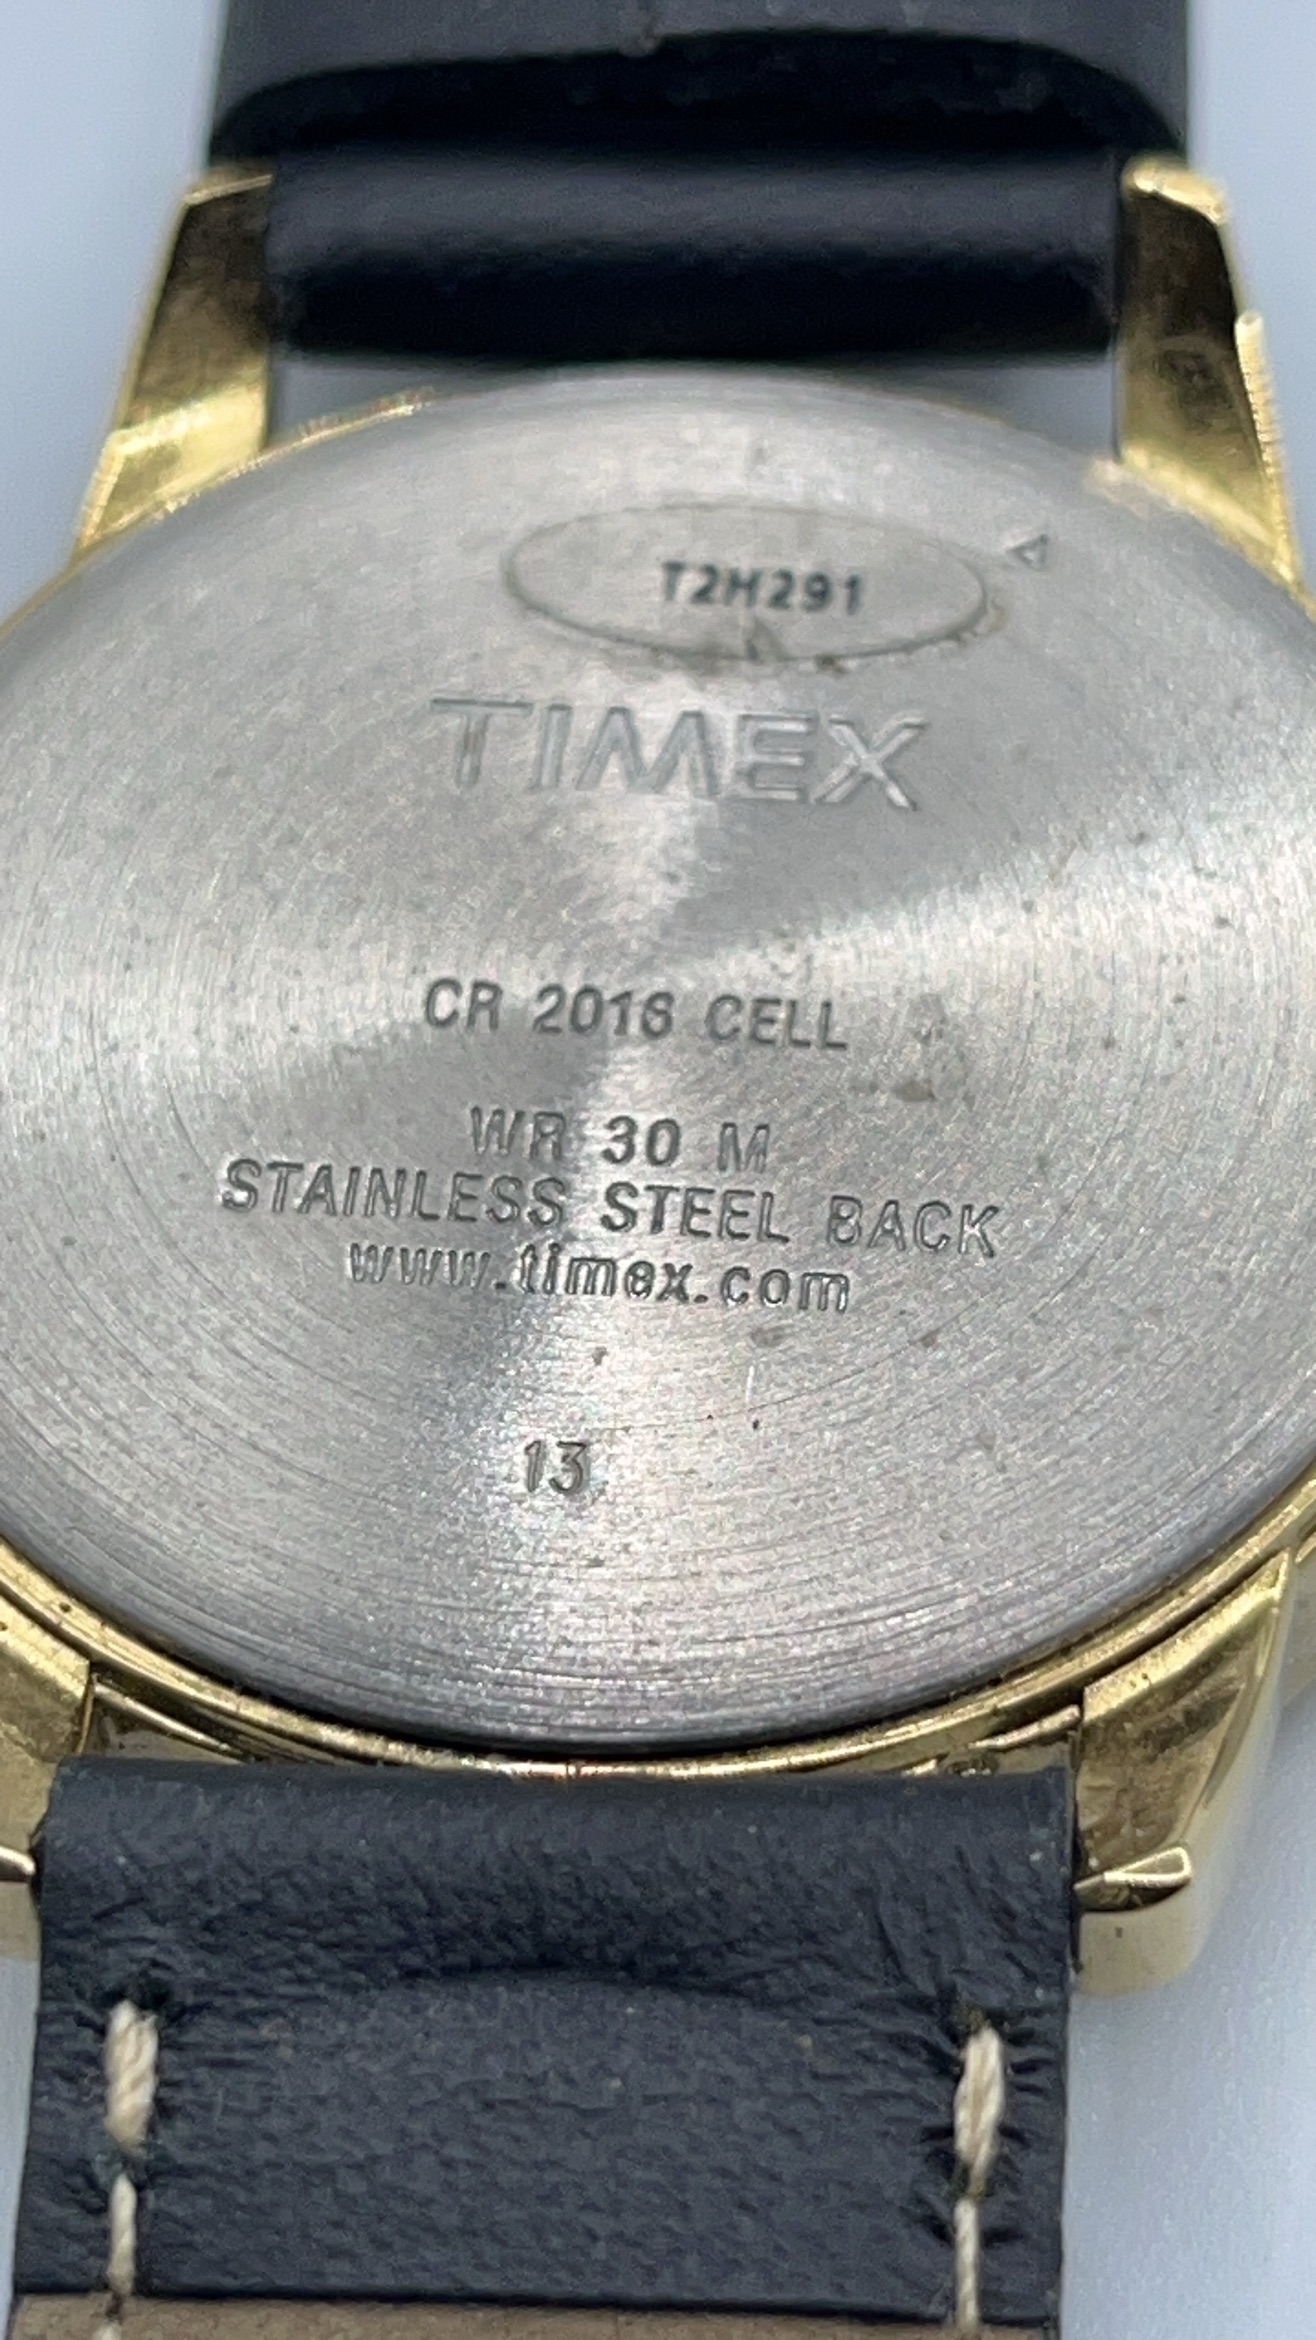 T2H291
TIMEX
CR 2016 CELL
WR 30 M
STAINLESS STEEL BACK
www.timex.com
13